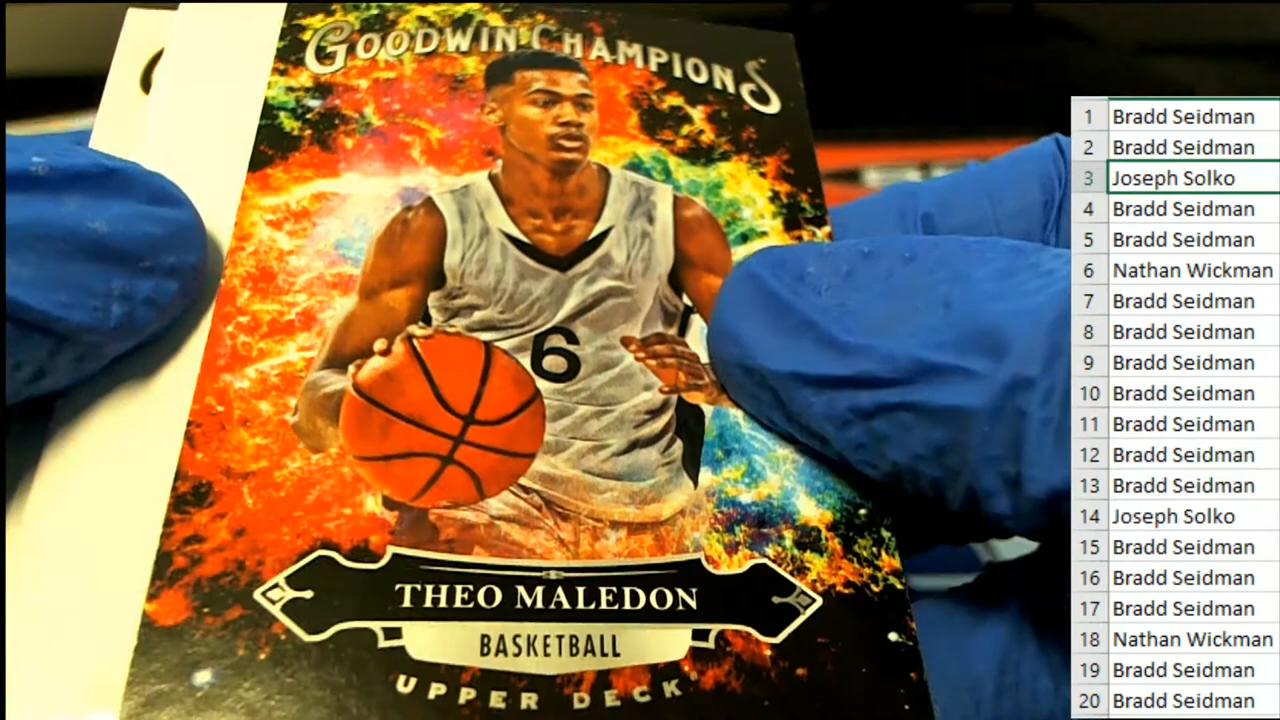 GOODWIN CHAMPIONS
6
THEO MALEDON
BASKETBALL
UPPER DECK
1 Bradd Seidman
2 Bradd Seidman
3 Joseph Solko
4 Bradd Seidman
5 Bradd Seidman
6 Nathan Wickman
7 Bradd Seidman
8 Bradd Seidman
9 Bradd Seidman
10 Bradd Seidman
11 Bradd Seidman
12 Bradd Seidman
13 Bradd Seidman
14 Joseph Solko
15 Bradd Seidman
16 Bradd Seidman
17 Bradd Seidman
18 Nathan Wickman
19 Bradd Seidman
20 Bradd Seidman